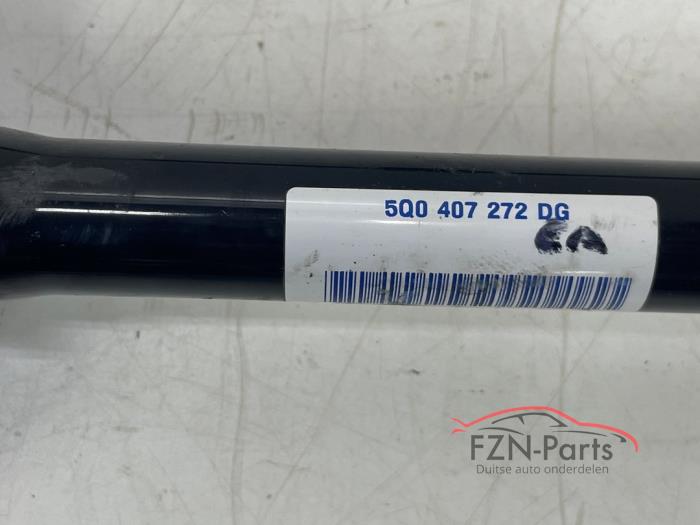 5Q0 407 272 DG
FZN-Parts
Duitse auto onderdelen